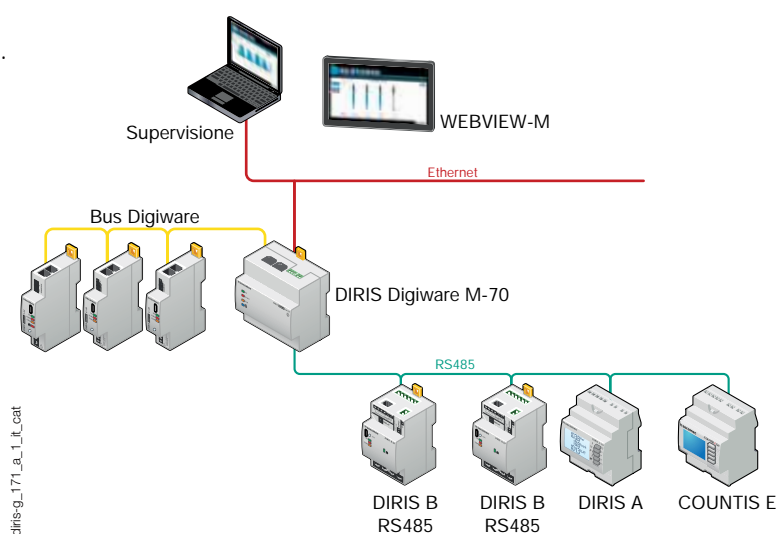 .
Supervisione
WEBVIEW-M
Ethernet
Bus Digiware
DIRIS Digiware M-70
RS485
DIRIS B
RS485
DIRIS B
RS485
DIRIS A
COUNTIS E
diris-g_171_a_1_it_cat